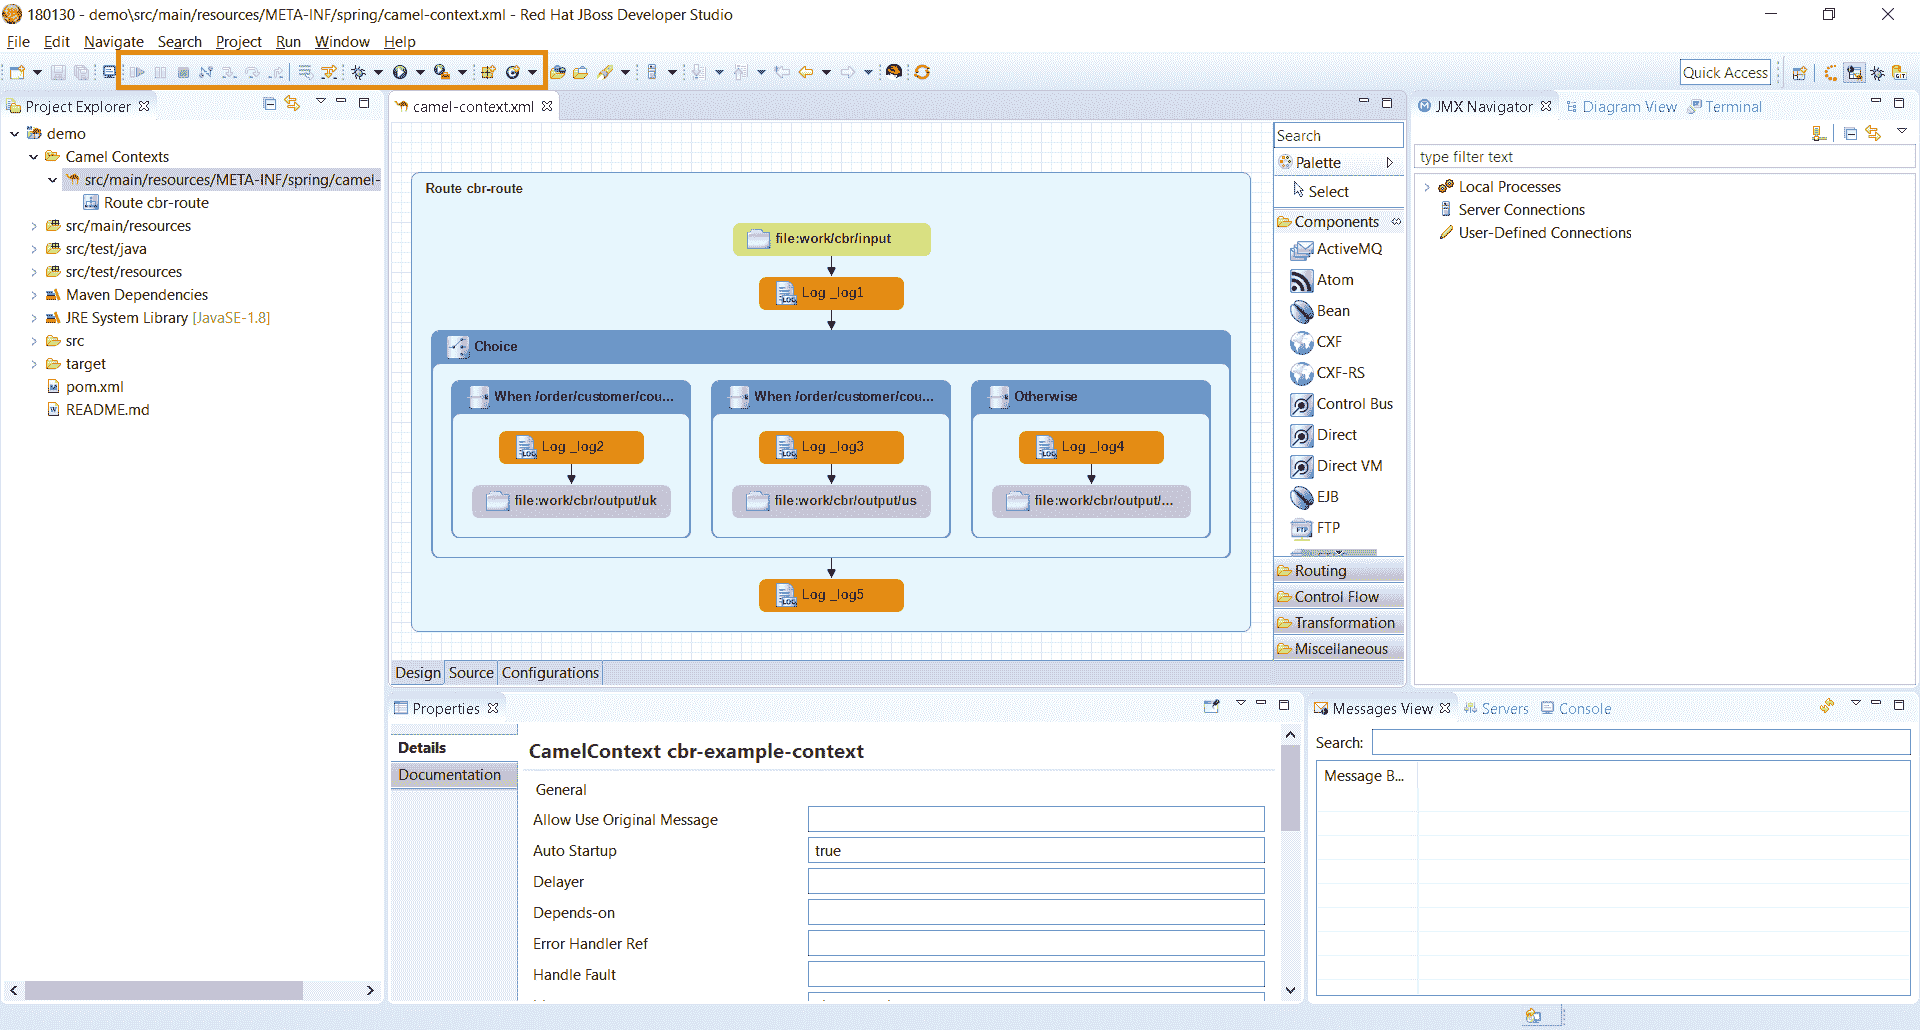 180130 - demo\src/main/resources/META-INF/spring/camel-context.xml - Red Hat JBoss Developer Studio
File Edit Navigate Search Project Run Window Help
Quick Access
Project Explorer
demo
Camel Contexts
src/main/resources/META-INF/spring/camel-
Route cbr-route
src/main/resources
src/test/java
src/test/resources
Maven Dependencies
JRE System Library [JavaSE-1.8]
src
target
pom.xml
README.md
camel-context.xml
Route cbr-route
file:work/cbr/input
Log _log1
Choice
When /order/customer/cou...
When /order/customer/cou...
Otherwise
Log _log2
Log _log3
Log _log4
file:work/cbr/output/uk
file:work/cbr/output/us
file:work/cbr/output/...
Log _log5
Search
Palette
Select
Components
ActiveMQ
Atom
Bean
CXF
CXF-RS
Control Bus
Direct
Direct VM
EJB
FTP
Routing
Control Flow
Transformation
Miscellaneous
Design Source Configurations
JMX Navigator Diagram View Terminal
type filter text
Local Processes
Server Connections
User-Defined Connections
Properties
Details
Documentation
CamelContext cbr-example-context
General
Allow Use Original Message
Auto Startup true
Delayer
Depends-on
Error Handler Ref
Handle Fault
Messages View Servers Console
Search:
Message B...